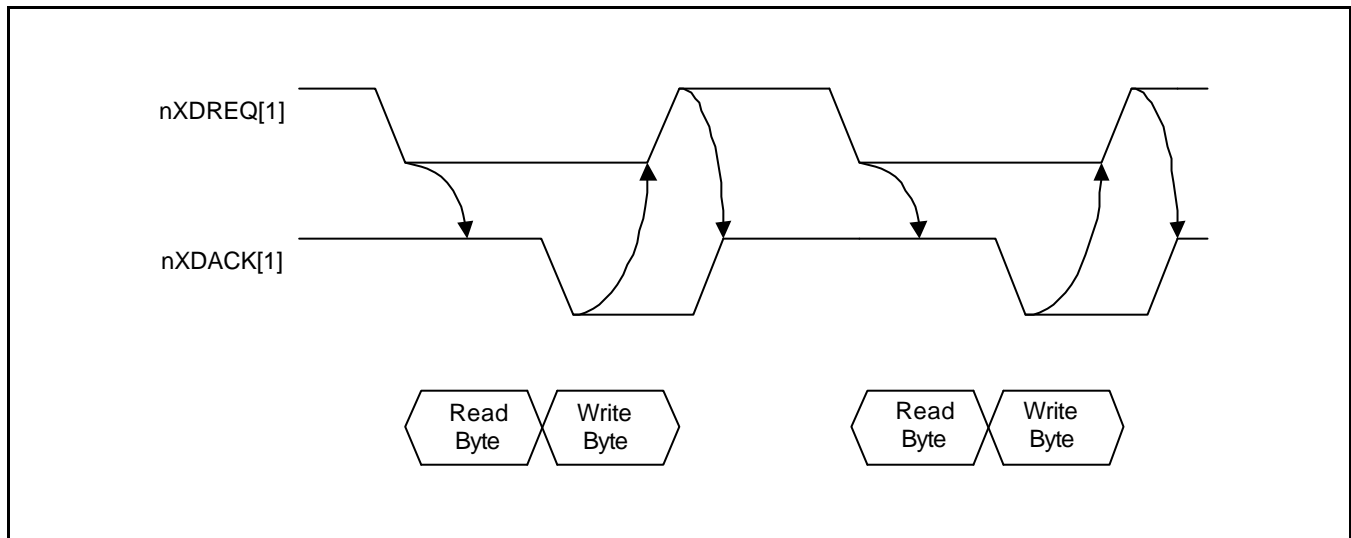 nXDREQ[1]
nXDACK[1]
Read Write Read Write
Byte Byte Byte Byte